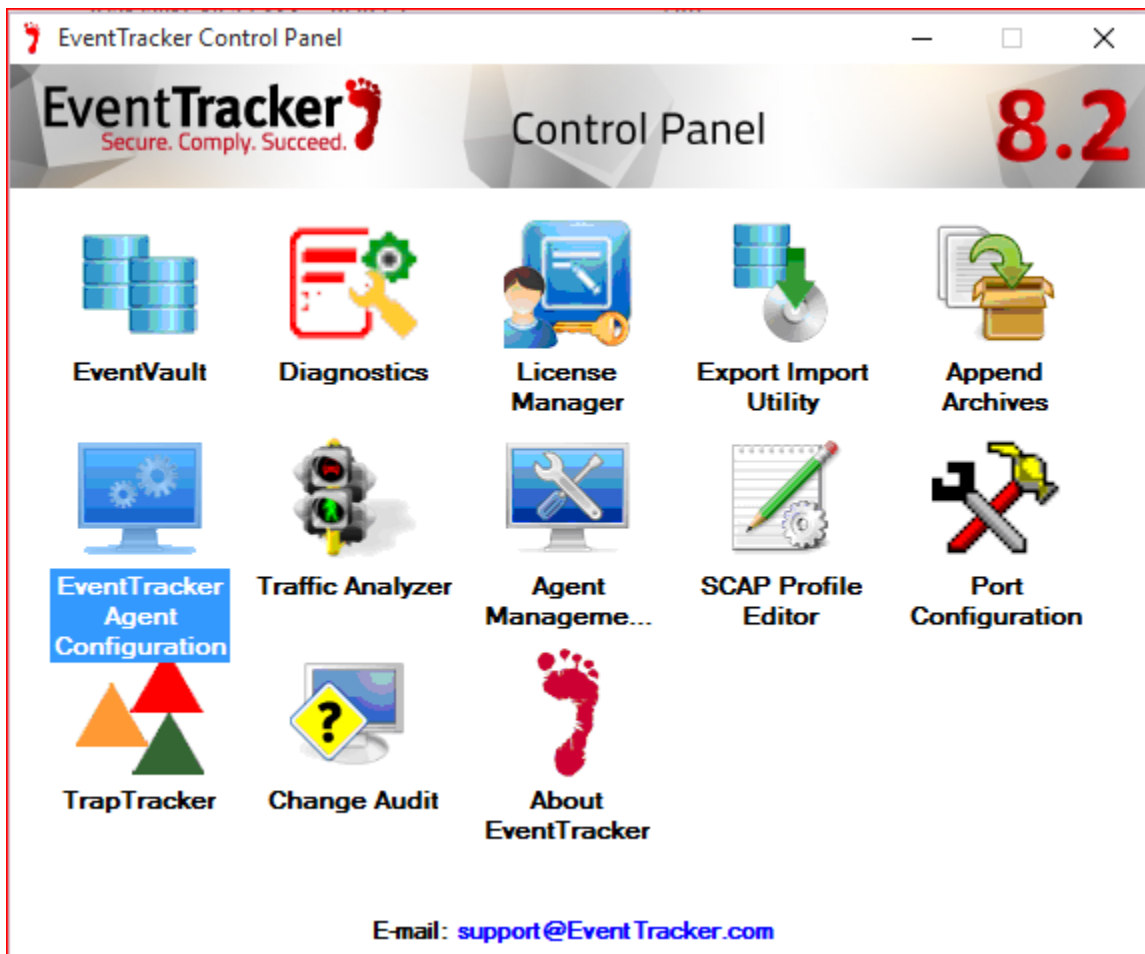 EventTracker Control Panel
EventTracker
Secure. Comply. Succeed.
Control Panel
8.2
EventVault
Diagnostics
License
Manager
Export Import
Utility
Append
Archives
EventTracker
Agent
Configuration
Traffic Analyzer
Agent
Manageme...
SCAP Profile
Editor
Port
Configuration
TrapTracker
?
Change Audit
About
EventTracker
E-mail: support@EventTracker.com